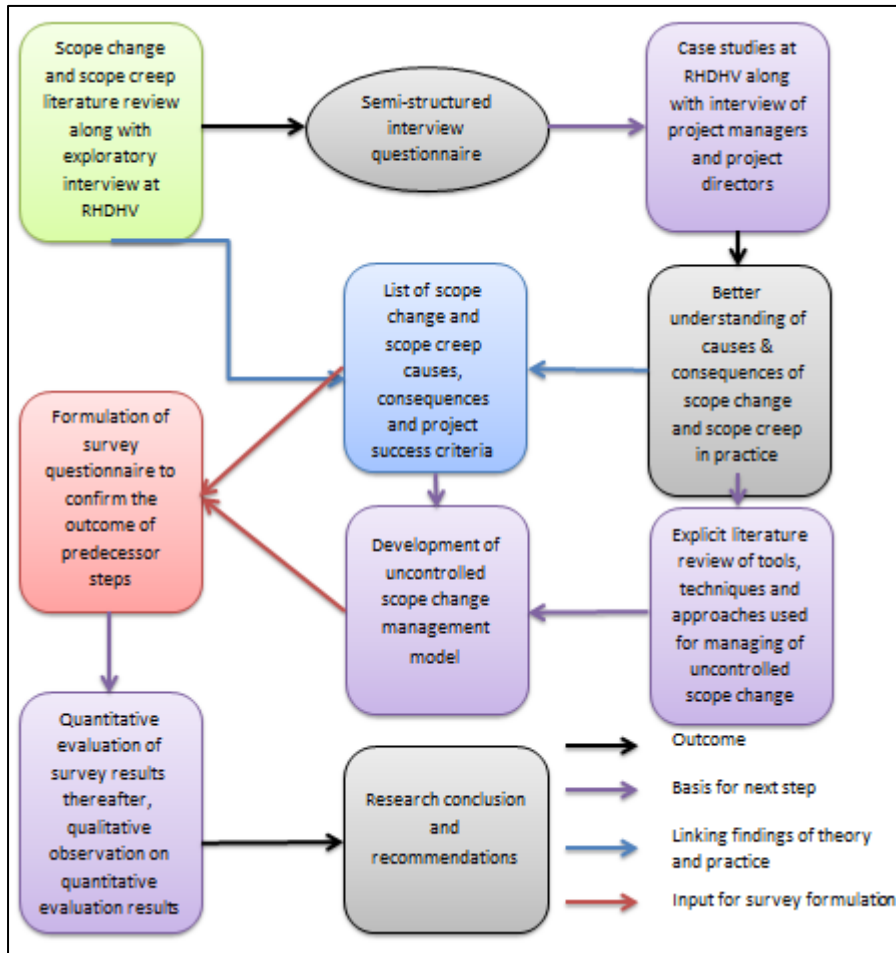 Scope change
and scope creep
literature review
along with
exploratory
interview at
RHDHV
Semi-structured
interview
questionnaire
Case studies at
RHDHV along
with interview of
project managers
and project
directors
List of scope
change and
scope creep
causes,
consequences
and project
success criteria
Better
understanding of
causes &
consequences of
scope change
and scope creep
in practice
Formulation of
survey
questionnaire to
confirm the
outcome of
predecessor
steps
Development of
uncontrolled
scope change
management
model
Explicit literature
review of tools,
techniques and
approaches used
for managing of
uncontrolled
scope change
Quantitative
evaluation of
survey results
thereafter,
qualitative
observation on
quantitative
evaluation results
Research conclusion
and
recommendations
Outcome
Basis for next step
Linking findings of theory
and practice
Input for survey formulation